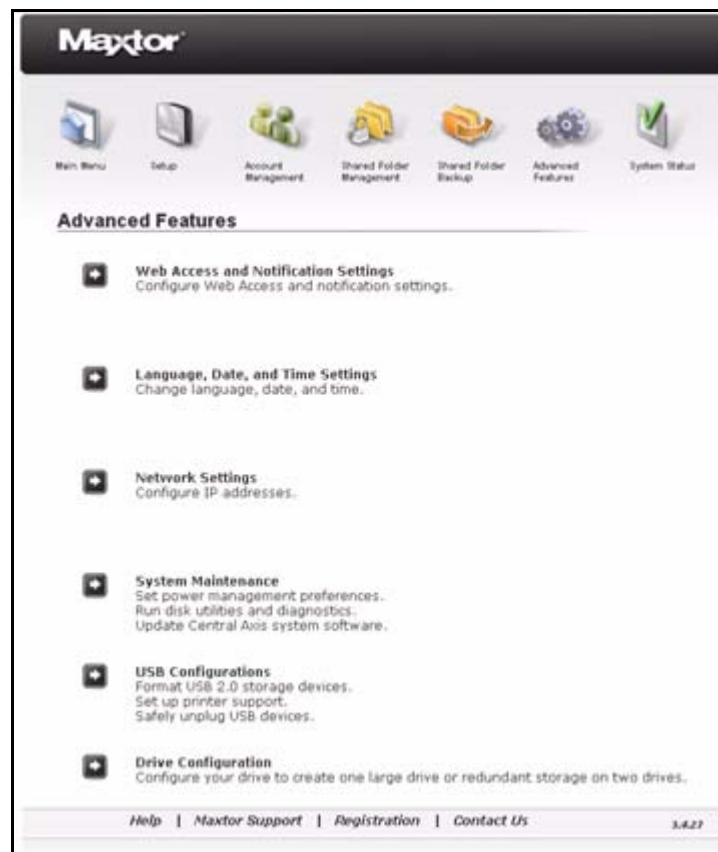 Maxtor
Main Menu
Setup
Account Management
Shared Folder Management
Shared Folder Backup
Advanced Features
System Status
Advanced Features
Web Access and Notification Settings
Configure Web Access and notification settings.
Language, Date, and Time Settings
Change language, date, and time.
Network Settings
Configure IP addresses.
System Maintenance
Set power management preferences.
Run disk utilities and diagnostics.
Update Central Axis system software.
USB Configurations
Format USB 2.0 storage devices.
Set up printer support.
Safely unplug USB devices.
Drive Configuration
Configure your drive to create one large drive or redundant storage on two drives.
Help | Maxtor Support | Registration | Contact Us
3.4.27